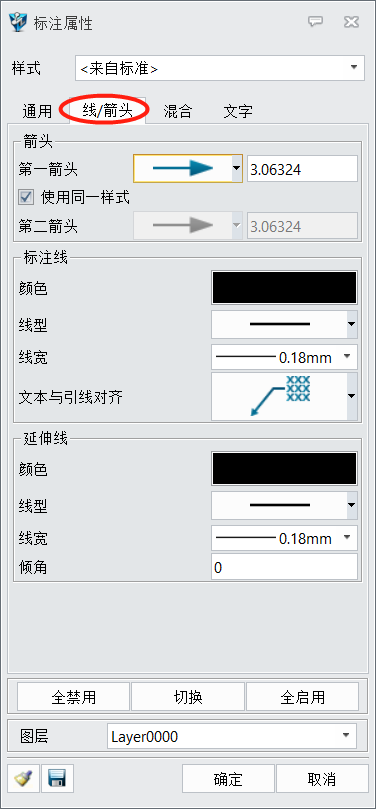 标注属性
样式 <来自标准>
通用 线/箭头 混合 文字
箭头
第一箭头 3.06324
使用同一样式
第二箭头 3.06324
标注线
颜色
线型
线宽 0.18mm
文本与引线对齐
延伸线
颜色
线型
线宽 0.18mm
倾角 0
全禁用 切换 全启用
图层 Layer0000
确定 取消